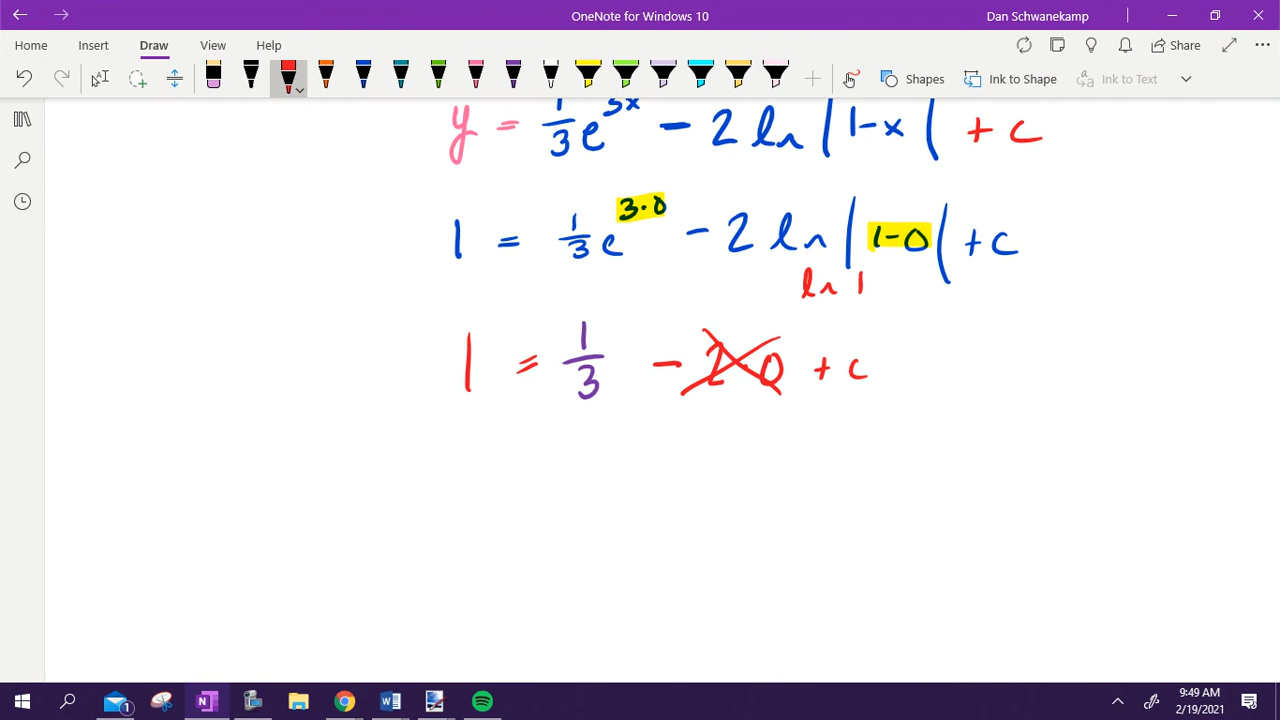 OneNote for Windows 10
Dan Schwanekamp
Home Insert Draw View Help
Share
Shapes Ink to Shape Ink to Text
y = 1/3 e^3x - 2 ln |1-x| + c
1 = 1/3 e^3·0 - 2 ln |1-0| + c
ln 1
1 = 1/3 - 2·0 + c
1
9:49 AM
2/19/2021